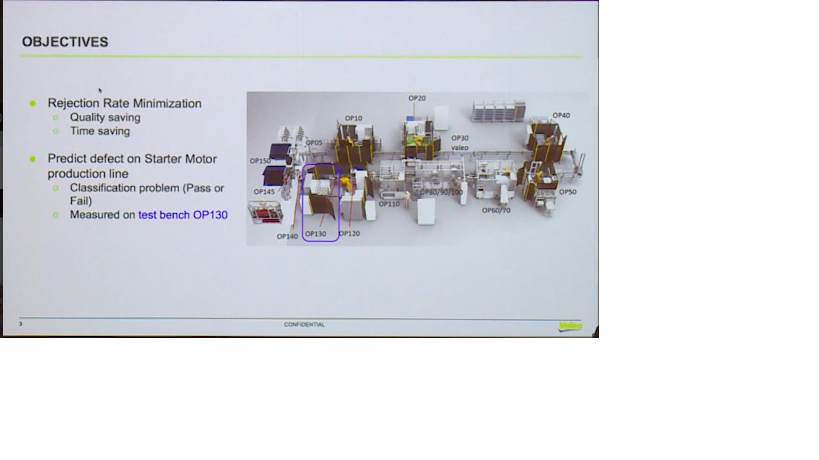 OBJECTIVES
Rejection Rate Minimization
Quality saving
Time saving
Predict defect on Starter Motor
production line
Classification problem (Pass or
Fail)
Measured on test bench OP130
OP20
OP10
OP40
OP05
OP30
valeo
OP150
OP145
OP80/90/100
OP50
OP110
OP60/70
OP140
OP130
OP120
3
CONFIDENTIAL
Valeo